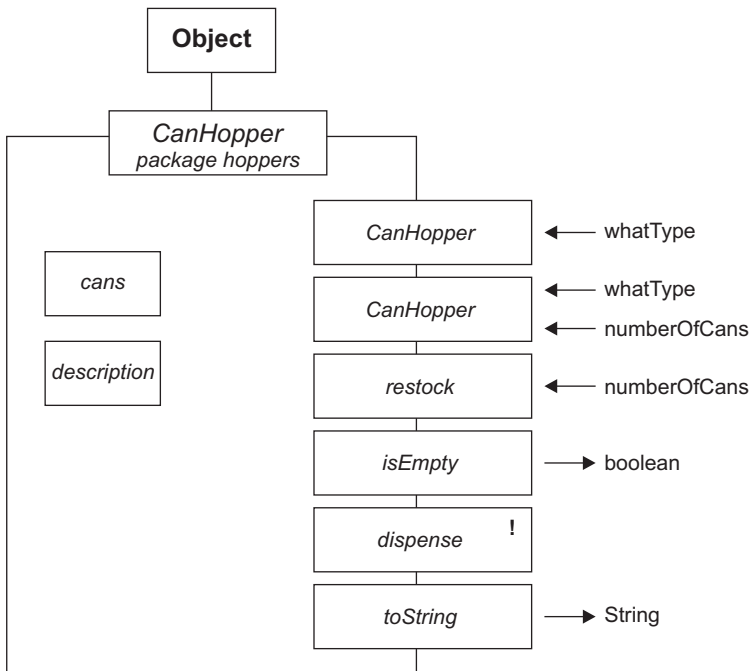 Object
CanHopper
package hoppers
CanHopper
whatType
cans
CanHopper
whatType
numberOfCans
description
restock
numberOfCans
isEmpty
boolean
dispense
!
toString
String